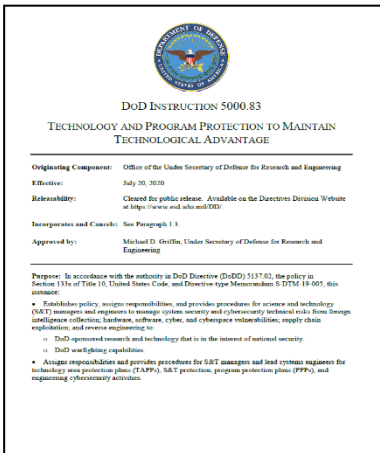 DEPARTMENT OF DEFENSE
UNITED STATES OF AMERICA
DOD INSTRUCTION 5000.83
TECHNOLOGY AND PROGRAM PROTECTION TO MAINTAIN
TECHNOLOGICAL ADVANTAGE
Originating Component: Office of the Under Secretary of Defense for Research and Engineering
Effective: July 20, 2020
Releasability: Cleared for public release. Available on the Directives Division Website
at https://www.esd.whs.mil/DD/.
Incorporates and Cancels: See Paragraph 1.3.
Approved by: Michael D. Griffin, Under Secretary of Defense for Research and
Engineering
Purpose: In accordance with the authority in DoD Directive (DoDD) 5137.02, the policy in
Section 133a of Title 10, United States Code, and Directive-type Memorandum S-DTM-19-005, this
issuance:
• Establishes policy, assigns responsibilities, and provides procedures for science and technology
(S&T) managers and engineers to manage system security and cybersecurity technical risks from foreign
intelligence collection; hardware, software, cyber, and cyberspace vulnerabilities; supply chain
exploitation; and reverse engineering to:
o DoD-sponsored research and technology that is in the interest of national security.
o DoD warfighting capabilities.
• Assigns responsibilities and provides procedures for S&T managers and lead systems engineers for
technology area protection plans (TAPPs), S&T protection, program protection plans (PPPs), and
engineering cybersecurity activities.